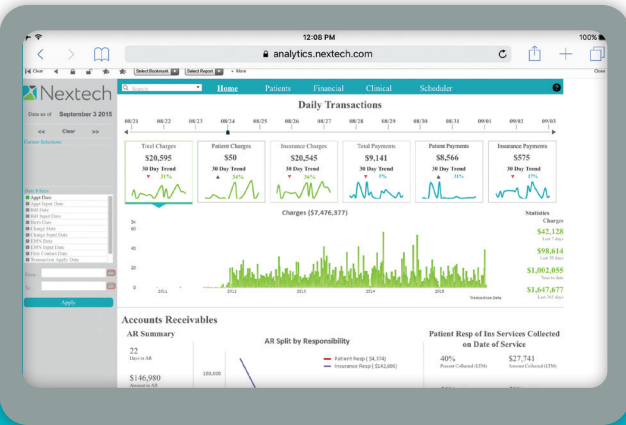 12:08 PM
100%
analytics.nextech.com
Clear
Select Bookmark
Select Report
More
Close
Nextech
Search
Home Patients Financial Clinical Scheduler
Data as of September 3 2015
<< Clear >>
Current Selections
Date Filters
Appt Date
Appt Input Date
Bill Date
Bill Input Date
Birth Date
Charge Date
Charge Input Date
EMN Date
EMN Input Date
First Contact Date
Transaction Apply Date
From
To
Apply
Daily Transactions
08/21 08/22 08/23 08/24 08/25 08/26 08/27 08/28 08/29 08/30 08/31 09/01 09/02 09/03
Total Charges
$20,595
30 Day Trend
31%
Patient Charges
$50
30 Day Trend
34%
Insurance Charges
$20,545
30 Day Trend
36%
Total Payments
$9,141
30 Day Trend
5%
Patient Payments
$8,566
30 Day Trend
31%
Insurance Payments
$575
30 Day Trend
17%
Charges ($7,476,377)
60
40
20
0
2011 2012 2013 2014 2015
Transaction Date
Statistics
Charges
$42,128
Last 7 days
$98,614
Last 30 days
$1,002,055
Year to date
$1,647,677
Last 365 days
Accounts Receivables
AR Summary
22
Days in AR
$146,980
Amount in AR
AR Split by Responsibility
100,000
Patient Resp ( $4,374)
Insurance Resp ( $142,606)
Patient Resp of Ins Services Collected
on Date of Service
40%
Percent Collected (LTM)
$27,741
Amount Collected (LTM)